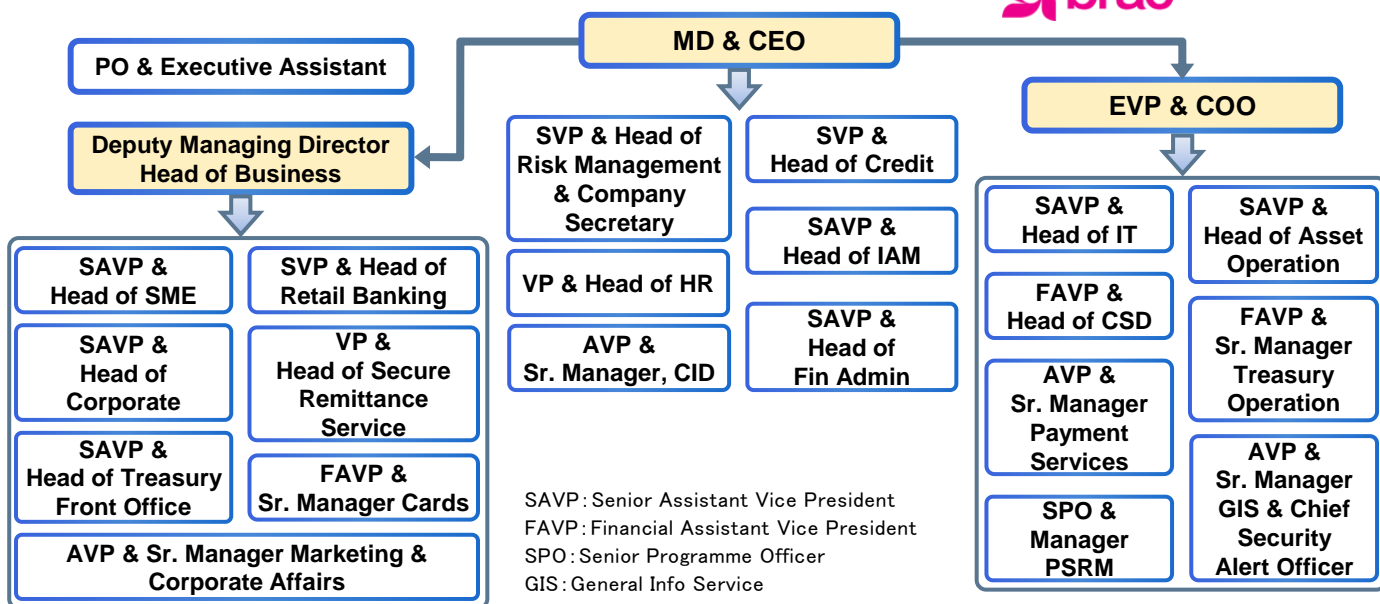 brac
MD & CEO
PO & Executive Assistant
EVP & COO
Deputy Managing Director
Head of Business
SAVP &
Head of SME
SVP & Head of
Retail Banking
SAVP &
Head of
Corporate
VP &
Head of Secure
Remittance
Service
SAVP &
Head of Treasury
Front Office
FAVP &
Sr. Manager Cards
AVP & Sr. Manager Marketing &
Corporate Affairs
SVP & Head of
Risk Management
& Company
Secretary
SVP &
Head of Credit
SAVP &
Head of IAM
VP & Head of HR
AVP &
Sr. Manager, CID
SAVP &
Head of
Fin Admin
SAVP &
Head of IT
SAVP &
Head of Asset
Operation
FAVP &
Head of CSD
FAVP &
Sr. Manager
Treasury
Operation
AVP &
Sr. Manager
Payment
Services
AVP &
Sr. Manager
GIS & Chief
Security
Alert Officer
SPO &
Manager
PSRM
SAVP: Senior Assistant Vice President
FAVP: Financial Assistant Vice President
SPO: Senior Programme Officer
GIS: General Info Service